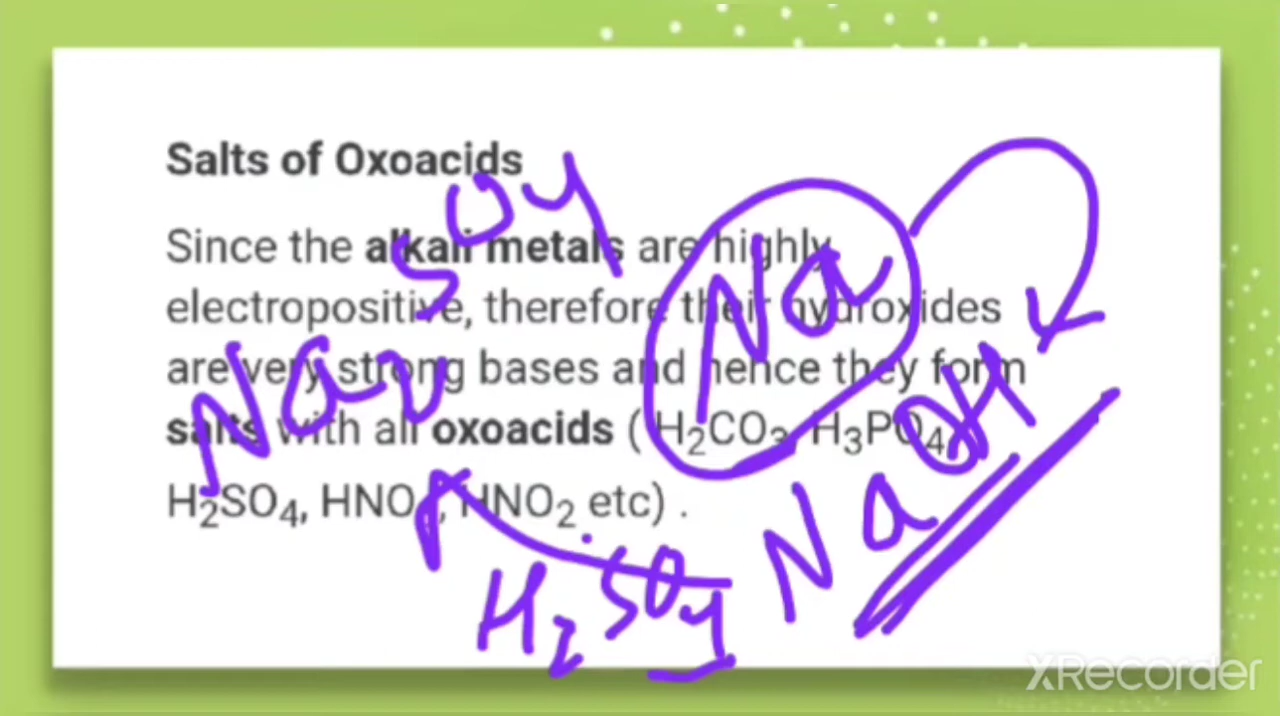 Salts of Oxoacids
Since the alkali metals are highly
electropositive, therefore their hydroxides
are very strong bases and hence they form
salts with all oxoacids ( H₂CO₃, H₃PO₄,
H₂SO₄, HNO , HNO₂ etc) .
Na₂SO₄
Na
NaOH
H₂SO₄
XRecorder